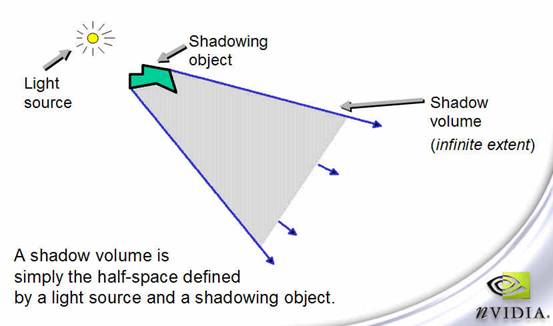 Shadowing
object
Light
source
Shadow
volume
(infinite extent)
A shadow volume is
simply the half-space defined
by a light source and a shadowing object.
nVIDIA.